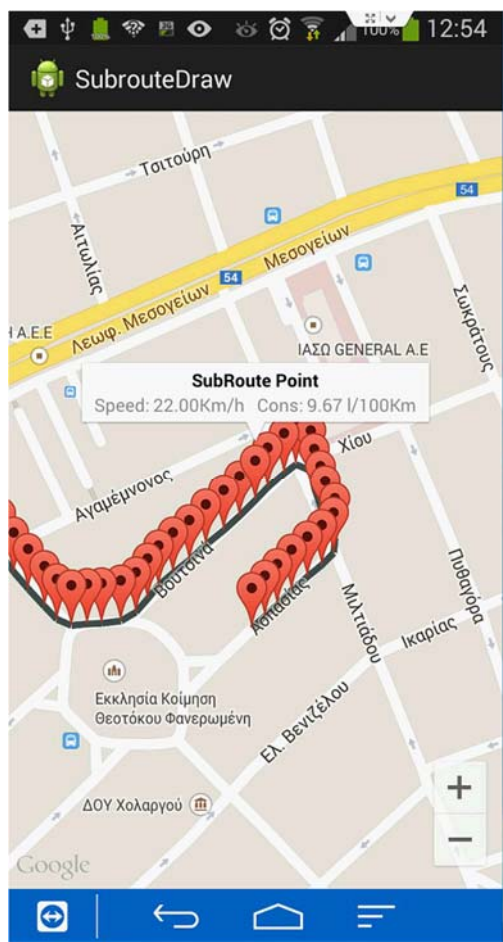 100% 12:54
SubrouteDraw
Τσιτούρη
54
Αιτωλίας
Μεσογείων
54
Λεωφ. Μεσογείων
Σωκράτους
Η Α.Ε.Ε
ΙΑΣΩ GENERAL Α.Ε
SubRoute Point
Speed: 22.00Km/h Cons: 9.67 l/100Km
Χίου
Αγαμέμνονος
Βουτσινά
Πυθαγόρα
Ασπασίας
Μιλτιάδου
Ικαρίας
Εκκλησία Κοίμηση
Θεοτόκου Φανερωμένη
Ελ. Βενιζέλου
ΔΟΥ Χολαργού
+
−
Google